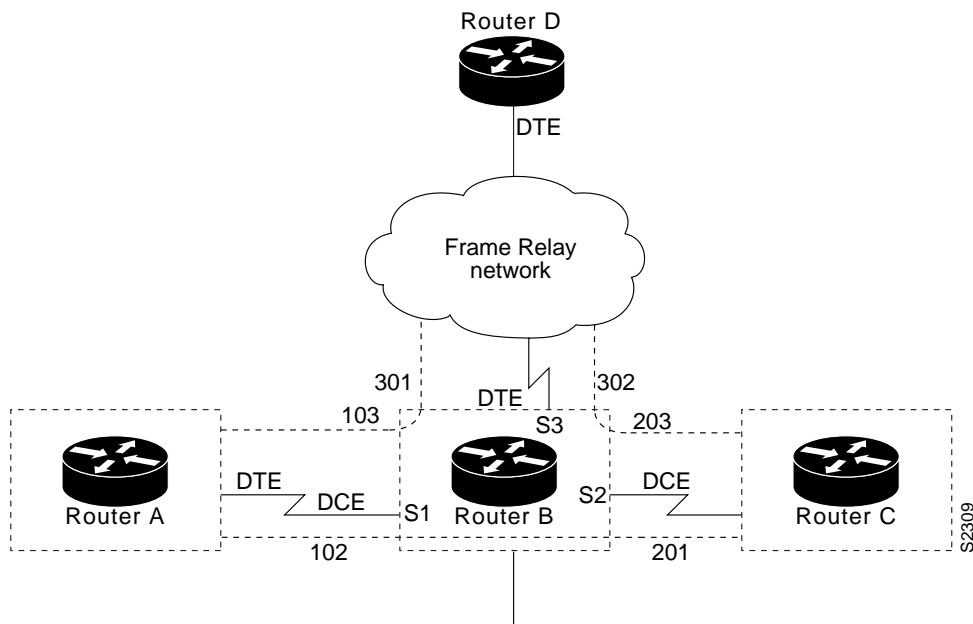 Router D
DTE
Frame Relay
network
301
302
DTE
103
S3
203
DTE
DCE
S1
S2
DCE
Router A
Router B
Router C
102
201
S2309